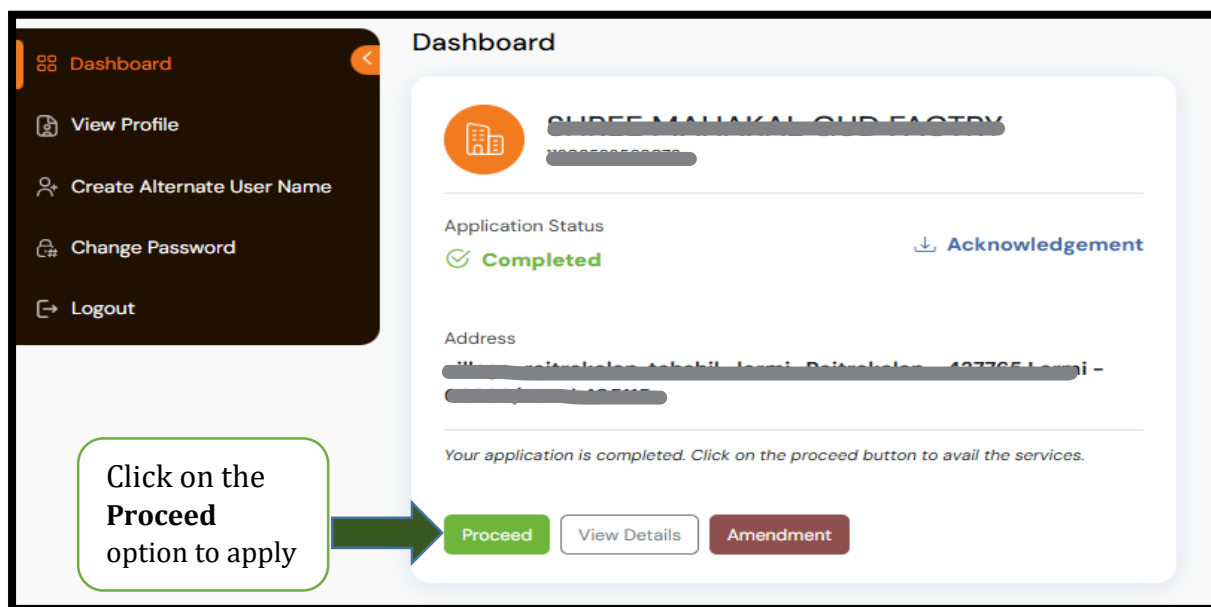 Dashboard
View Profile
Create Alternate User Name
Change Password
Logout
Dashboard
Application Status
Completed
Acknowledgement
Address
–
Your application is completed. Click on the proceed button to avail the services.
Click on the
Proceed
option to apply
Proceed
View Details
Amendment